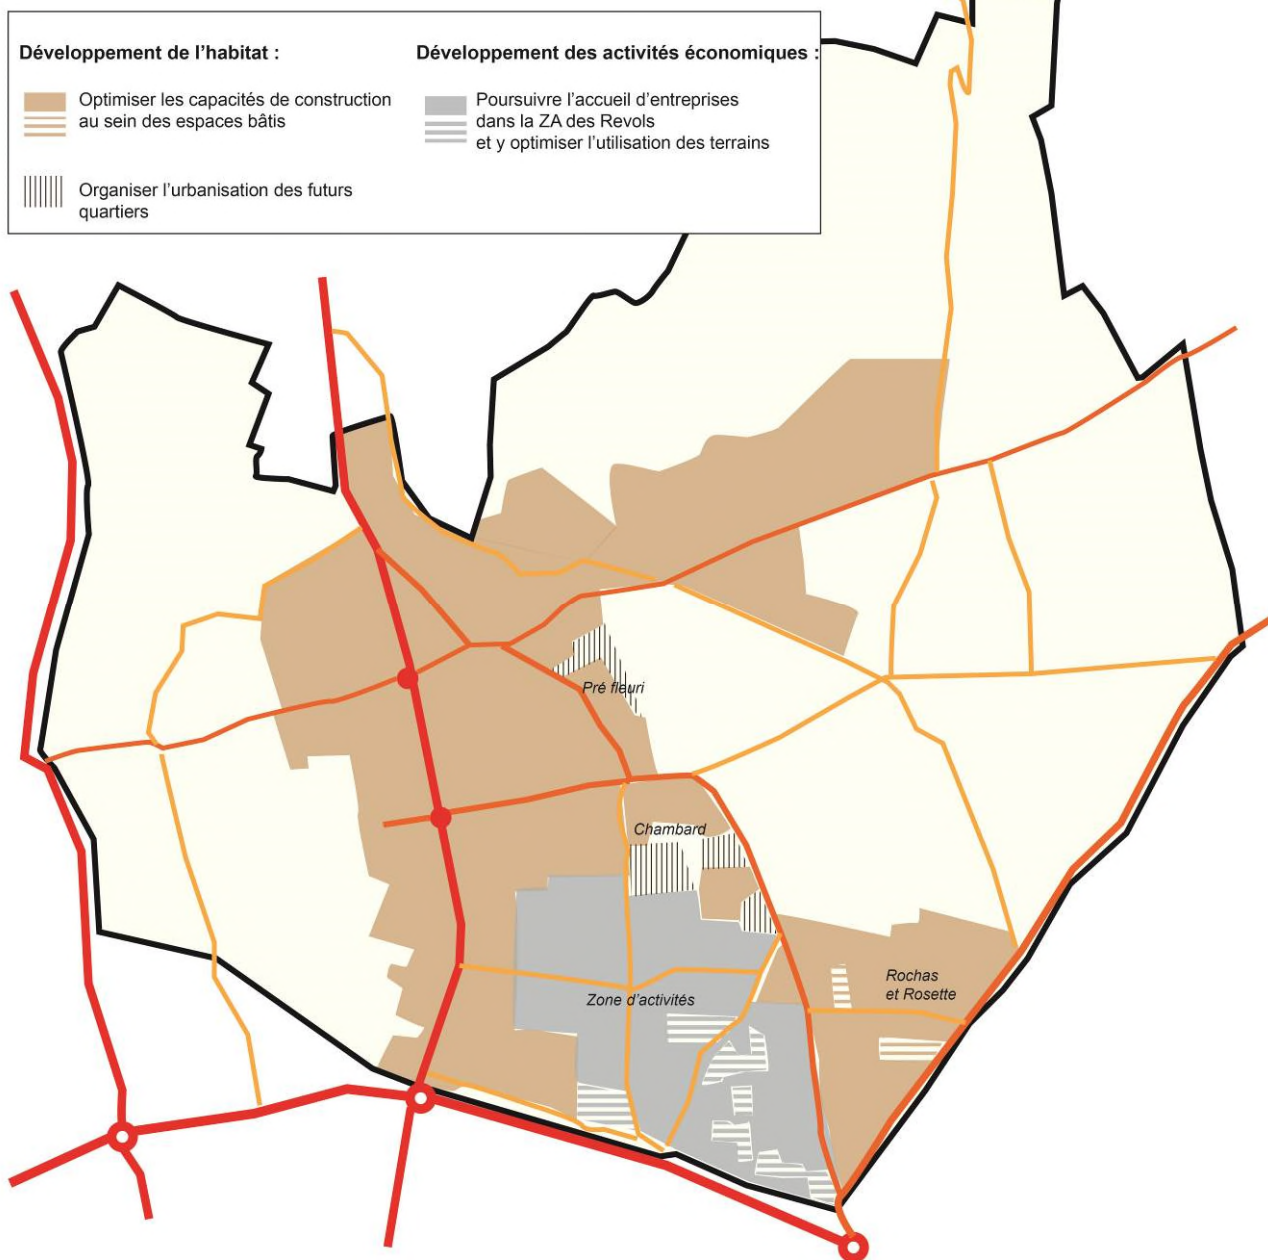 Développement de l'habitat :
Optimiser les capacités de construction
au sein des espaces bâtis
Organiser l'urbanisation des futurs
quartiers
Développement des activités économiques :
Poursuivre l'accueil d'entreprises
dans la ZA des Revols
et y optimiser l'utilisation des terrains
Pré fleuri
Chambard
Rochas
et Rosette
Zone d'activités